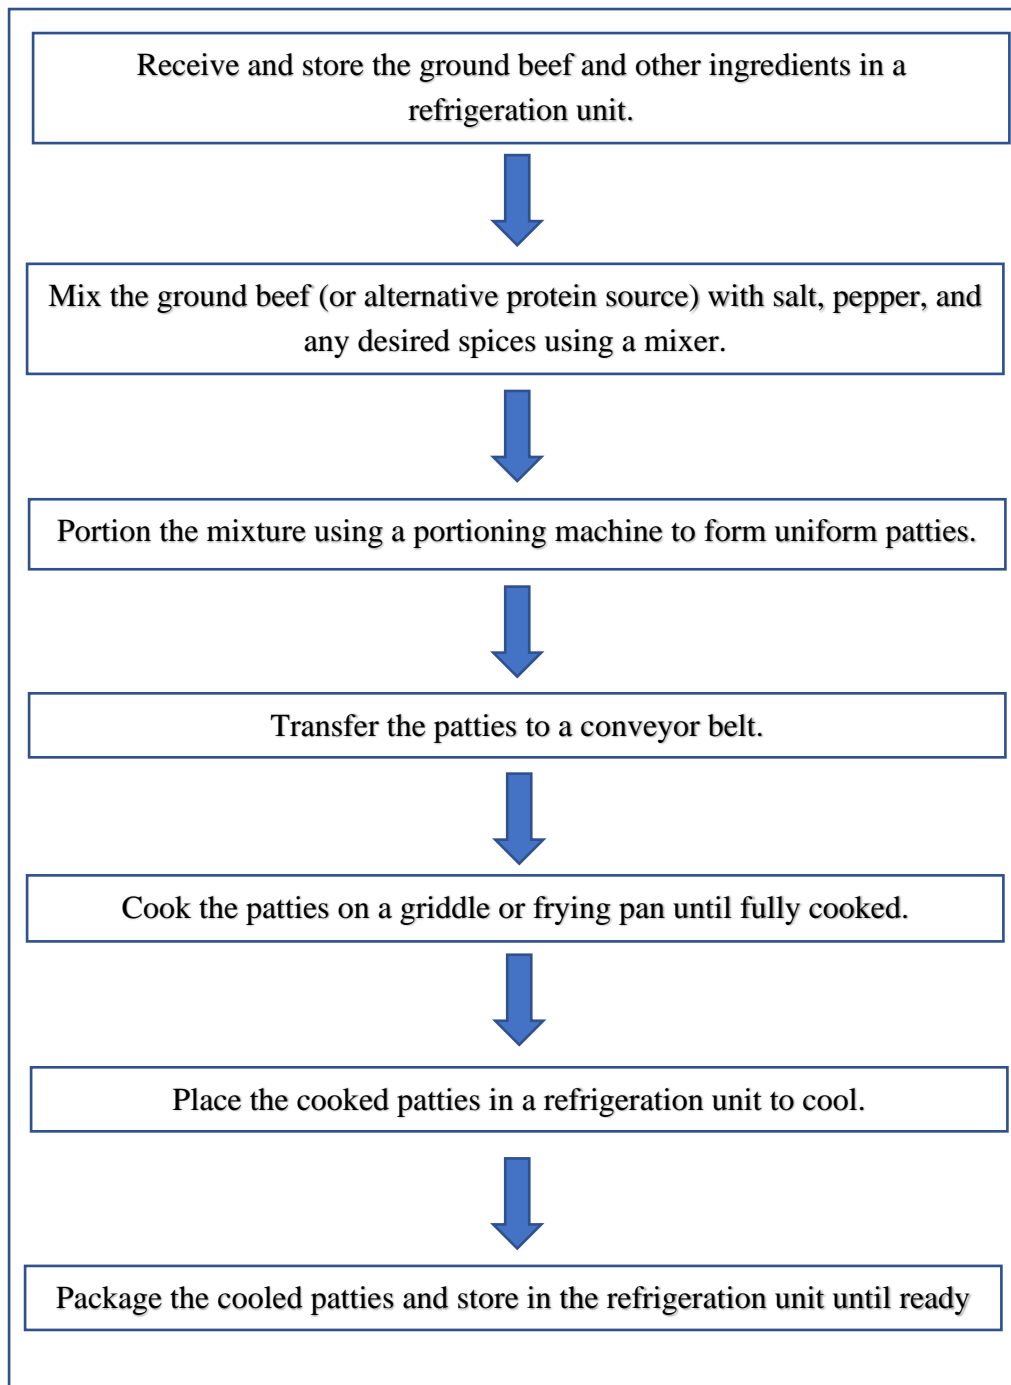 Receive and store the ground beef and other ingredients in a
refrigeration unit.
Mix the ground beef (or alternative protein source) with salt, pepper, and
any desired spices using a mixer.
Portion the mixture using a portioning machine to form uniform patties.
Transfer the patties to a conveyor belt.
Cook the patties on a griddle or frying pan until fully cooked.
Place the cooked patties in a refrigeration unit to cool.
Package the cooled patties and store in the refrigeration unit until ready